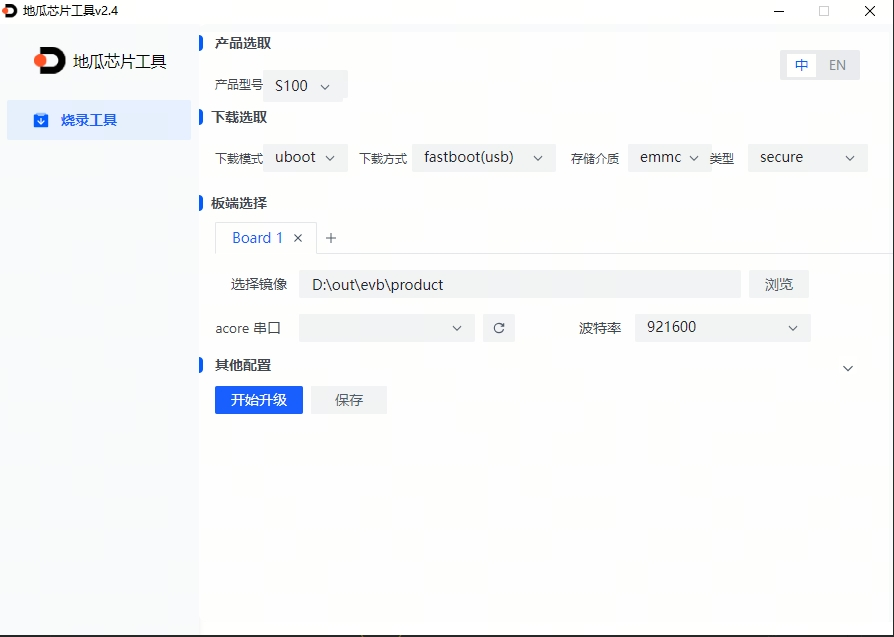 地瓜芯片工具v2.4
地瓜芯片工具
烧录工具
产品选取
中 EN
产品型号 S100
下载选取
下载模式 uboot 下载方式 fastboot(usb) 存储介质 emmc 类型 secure
板端选择
Board 1 × +
选择镜像 D:\out\evb\product 浏览
acore 串口 波特率 921600
其他配置
开始升级 保存